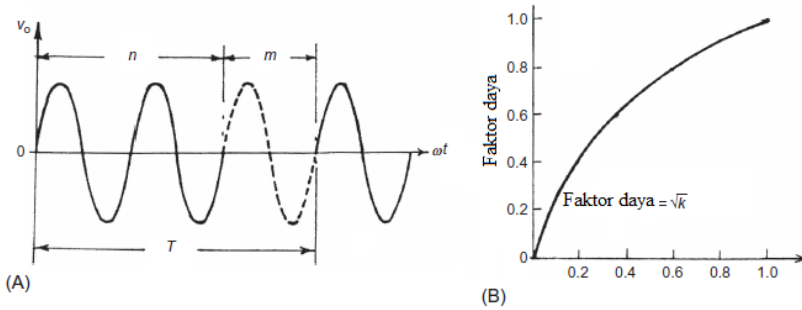 v₀
n
m
0
ωt
T
(A)
Faktor daya
1.0
0.8
0.6
0.4
0.2
0
Faktor daya = √k
0.2 0.4 0.6 0.8 1.0
(B)